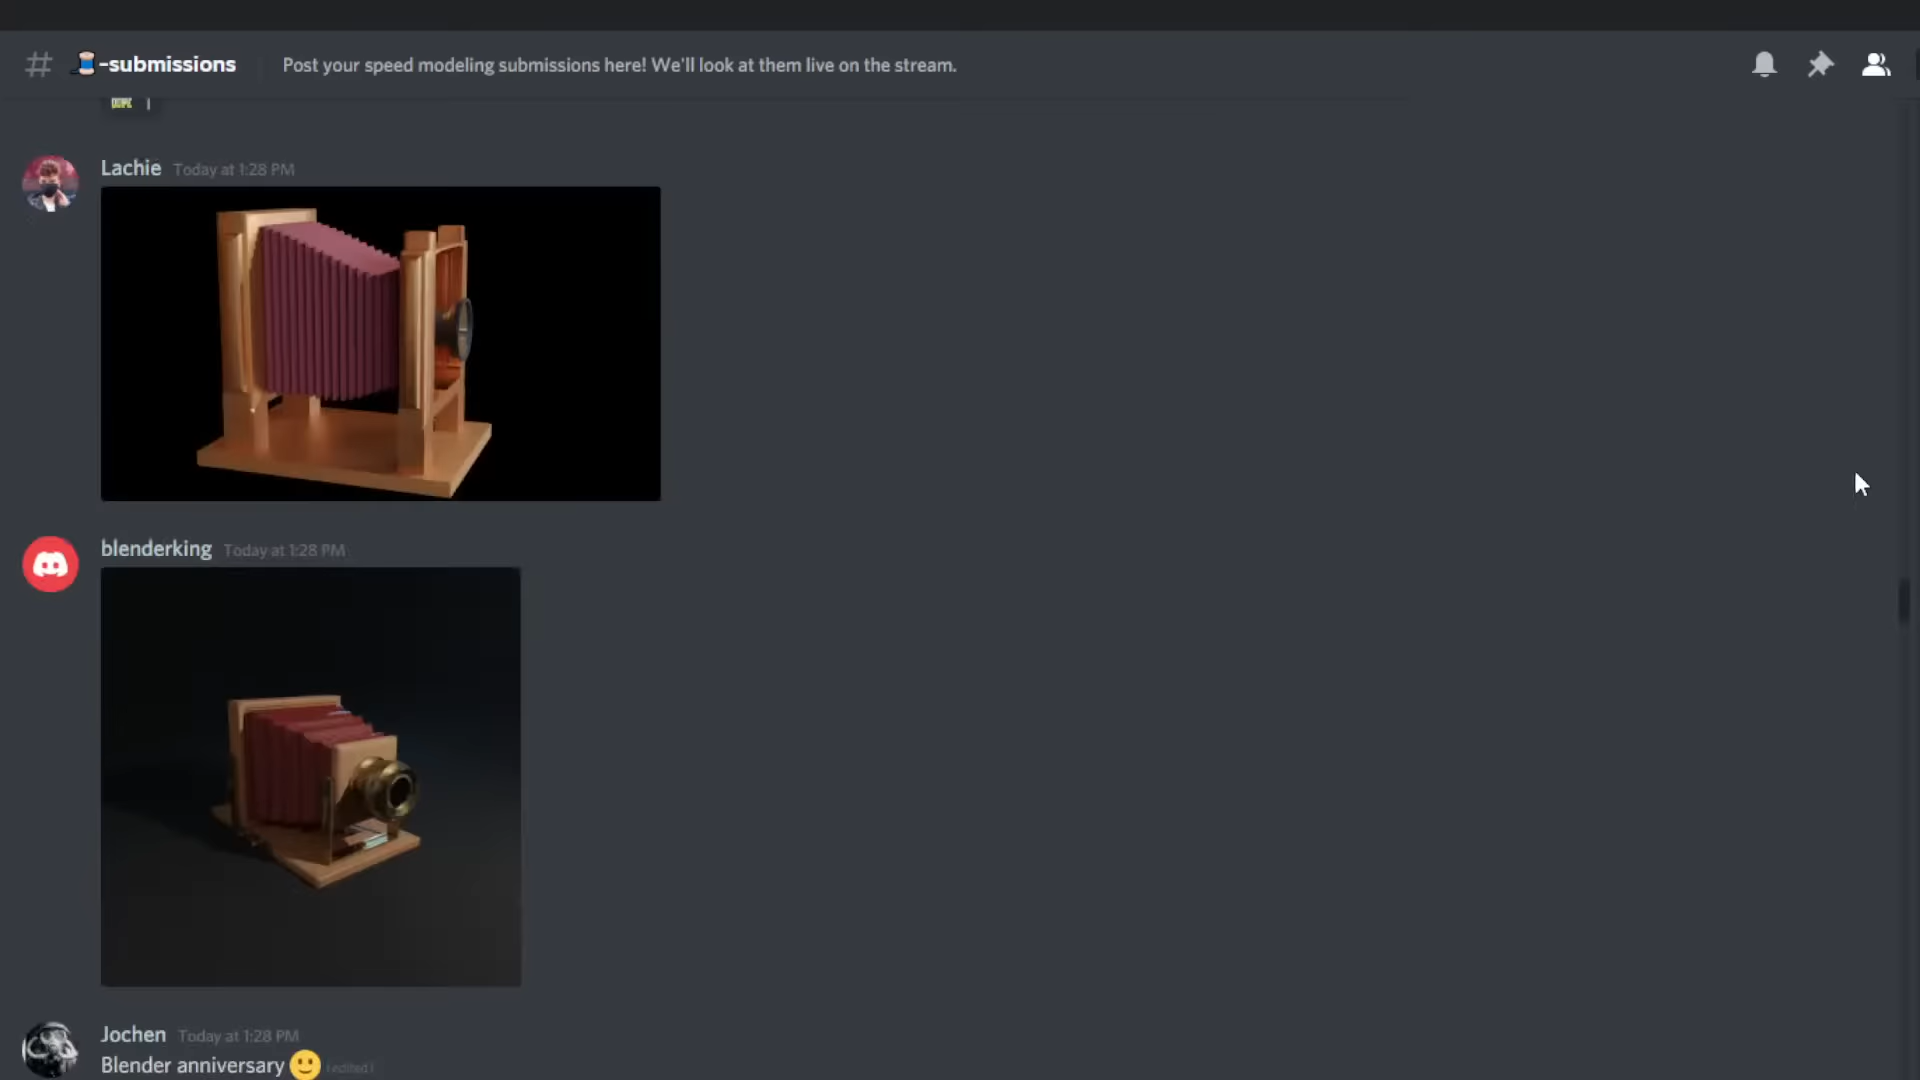 -submissions
Post your speed modeling submissions here! We'll look at them live on the stream.
DOPE
Lachie Today at 1:28 PM
blenderking Today at 1:28 PM
Jochen Today at 1:28 PM
Blender anniversary (edited)